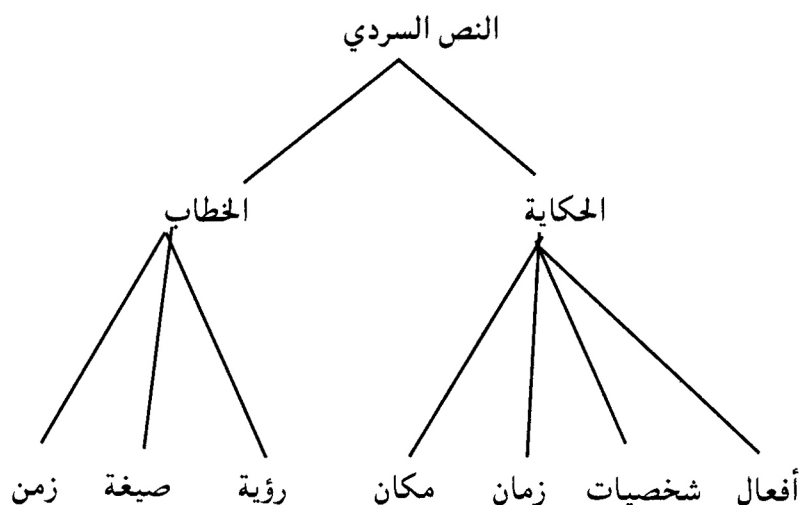 النص السردي
الحكاية الخطاب
أفعال شخصيات زمان مكان رؤية صيغة زمن